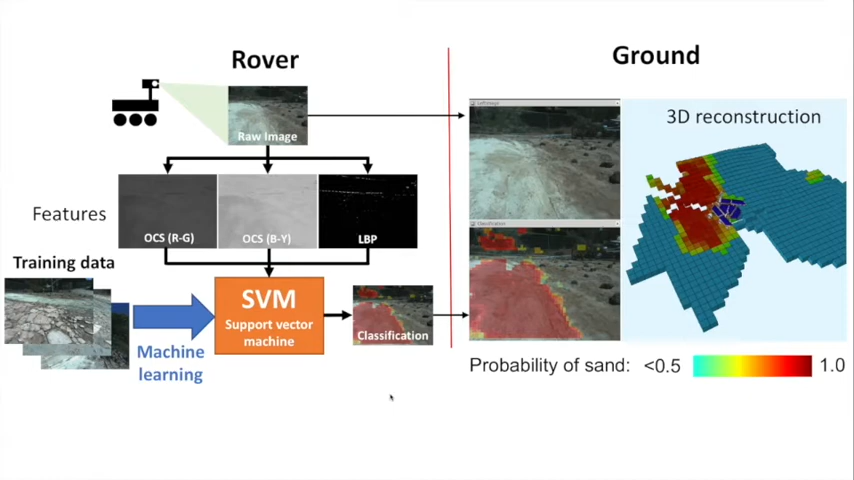 Rover
Ground
Raw Image
3D reconstruction
Features
OCS (R-G)
OCS (B-Y)
LBP
Training data
SVM
Support vector
machine
Machine
learning
Classification
Classification
Probability of sand: <0.5
1.0